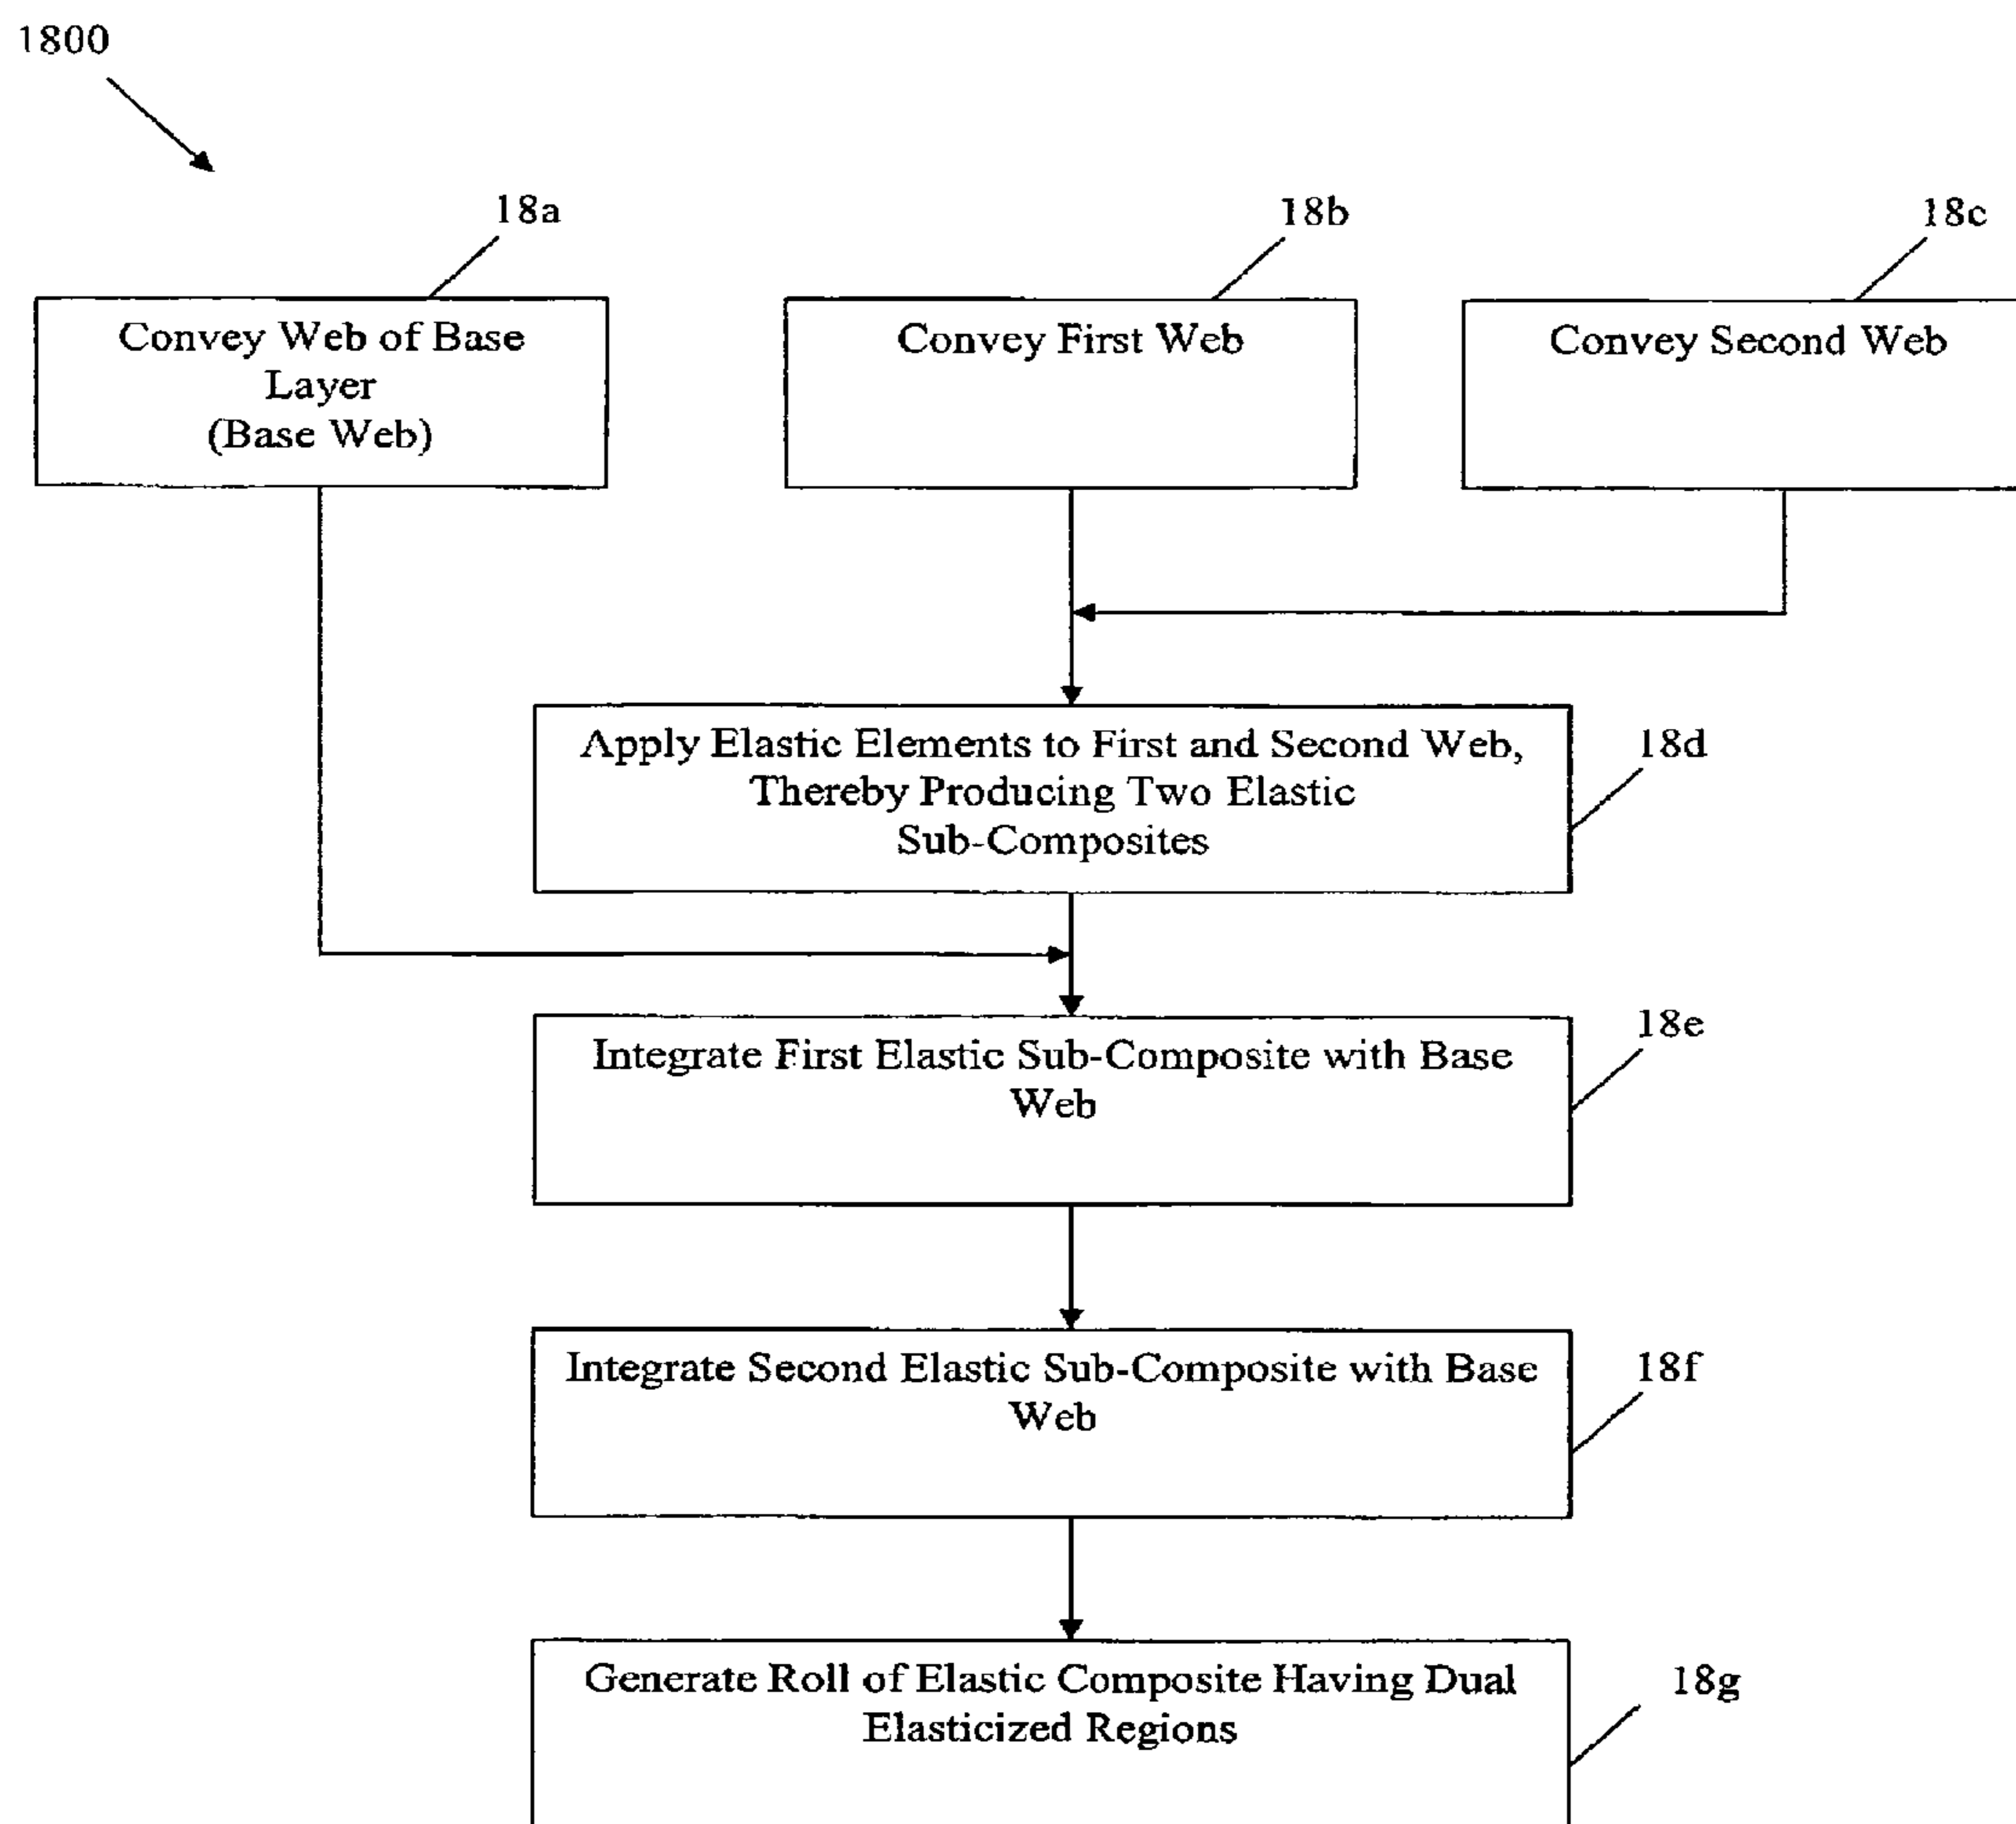 1800
18a
18b
18c
Convey Web of Base
Layer
(Base Web)
Convey First Web
Convey Second Web
Apply Elastic Elements to First and Second Web,
Thereby Producing Two Elastic
Sub-Composites
18d
Integrate First Elastic Sub-Composite with Base
Web
18e
Integrate Second Elastic Sub-Composite with Base
Web
18f
Generate Roll of Elastic Composite Having Dual
Elasticized Regions
18g